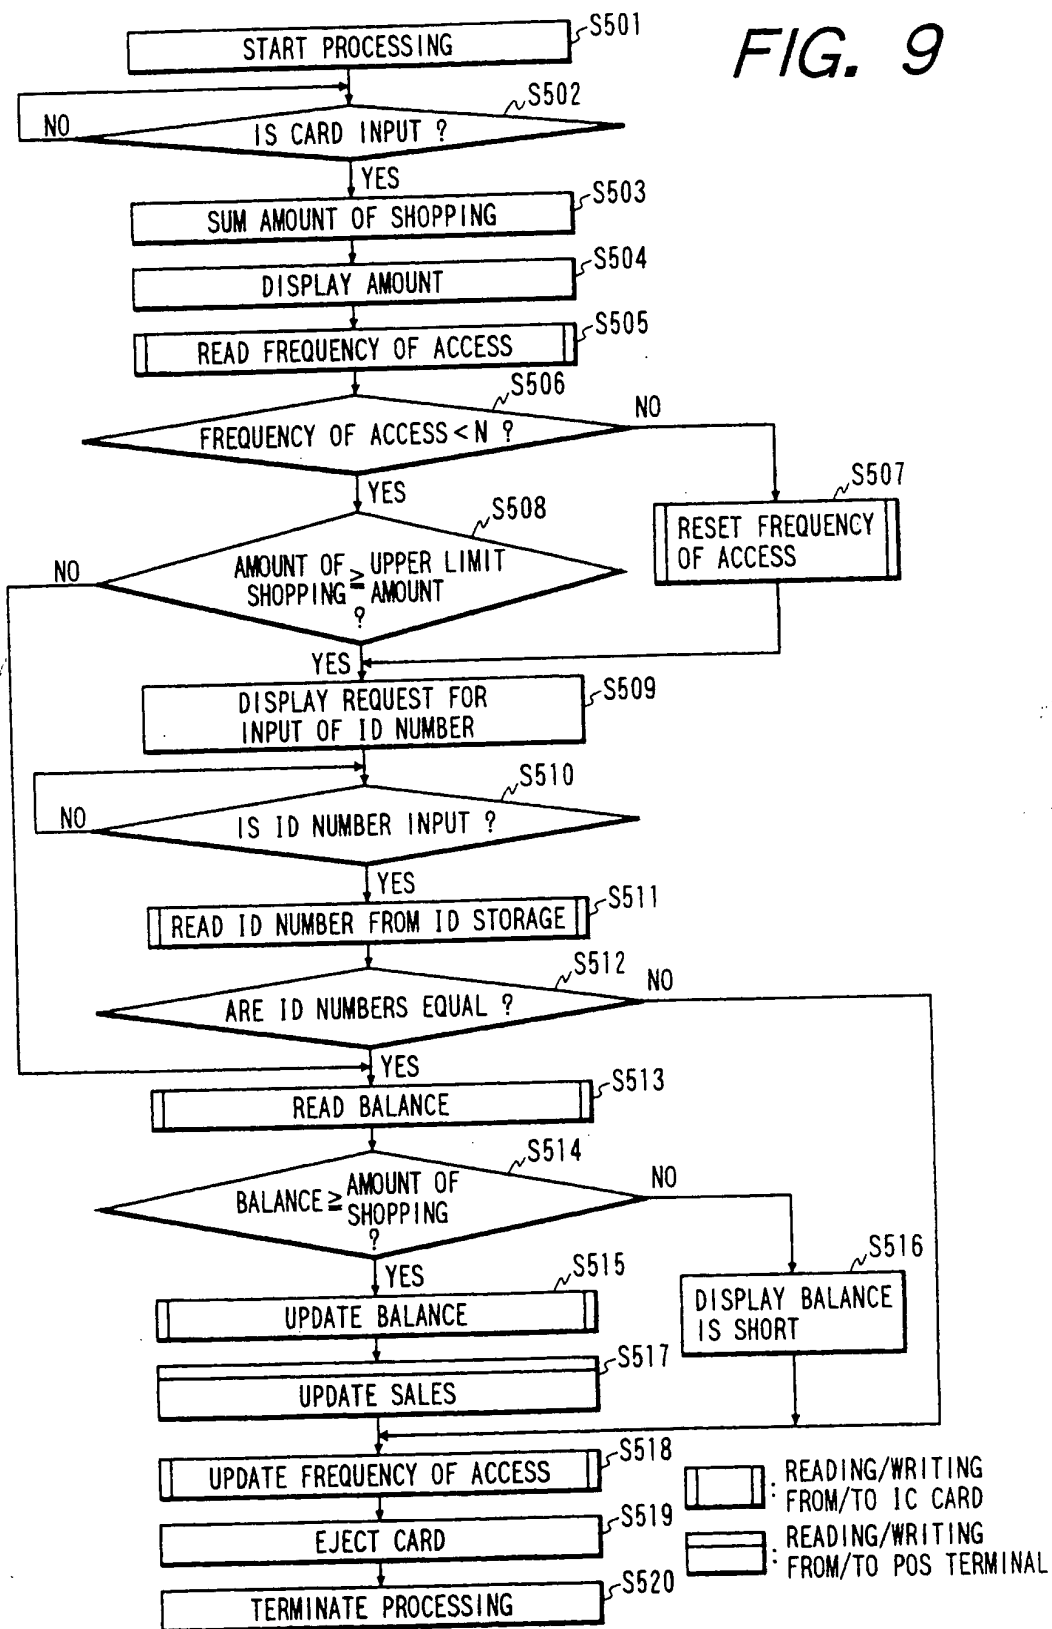 FIG. 9
START PROCESSING
S501
S502
NO
IS CARD INPUT ?
YES
SUM AMOUNT OF SHOPPING
S503
DISPLAY AMOUNT
S504
READ FREQUENCY OF ACCESS
S505
S506
NO
FREQUENCY OF ACCESS < N ?
YES
S507
RESET FREQUENCY
OF ACCESS
S508
NO
AMOUNT OF ≧ UPPER LIMIT
SHOPPING AMOUNT
?
YES
DISPLAY REQUEST FOR
INPUT OF ID NUMBER
S509
S510
NO
IS ID NUMBER INPUT ?
YES
READ ID NUMBER FROM ID STORAGE
S511
S512
NO
ARE ID NUMBERS EQUAL ?
YES
READ BALANCE
S513
S514
NO
BALANCE ≧ AMOUNT OF
SHOPPING
?
YES
S515
UPDATE BALANCE
S516
DISPLAY BALANCE
IS SHORT
S517
UPDATE SALES
UPDATE FREQUENCY OF ACCESS
S518
EJECT CARD
S519
TERMINATE PROCESSING
S520
: READING/WRITING
FROM/TO IC CARD
: READING/WRITING
FROM/TO POS TERMINAL